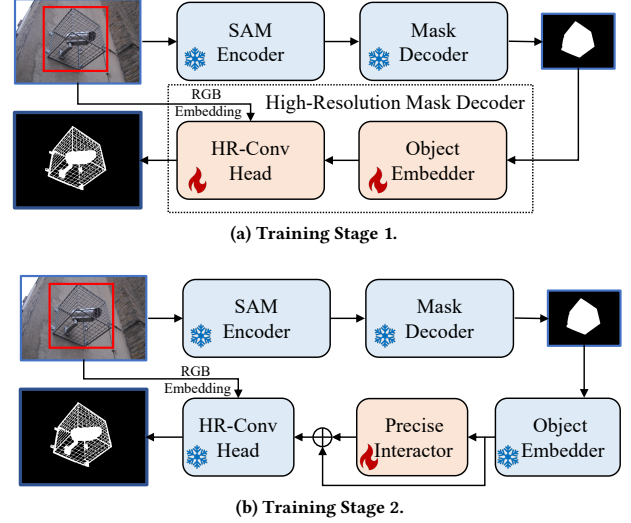 SAM
Encoder
Mask
Decoder
RGB
Embedding
High-Resolution Mask Decoder
HR-Conv
Head
Object
Embedder
(a) Training Stage 1.
SAM
Encoder
Mask
Decoder
RGB
Embedding
HR-Conv
Head
Precise
Interactor
Object
Embedder
(b) Training Stage 2.